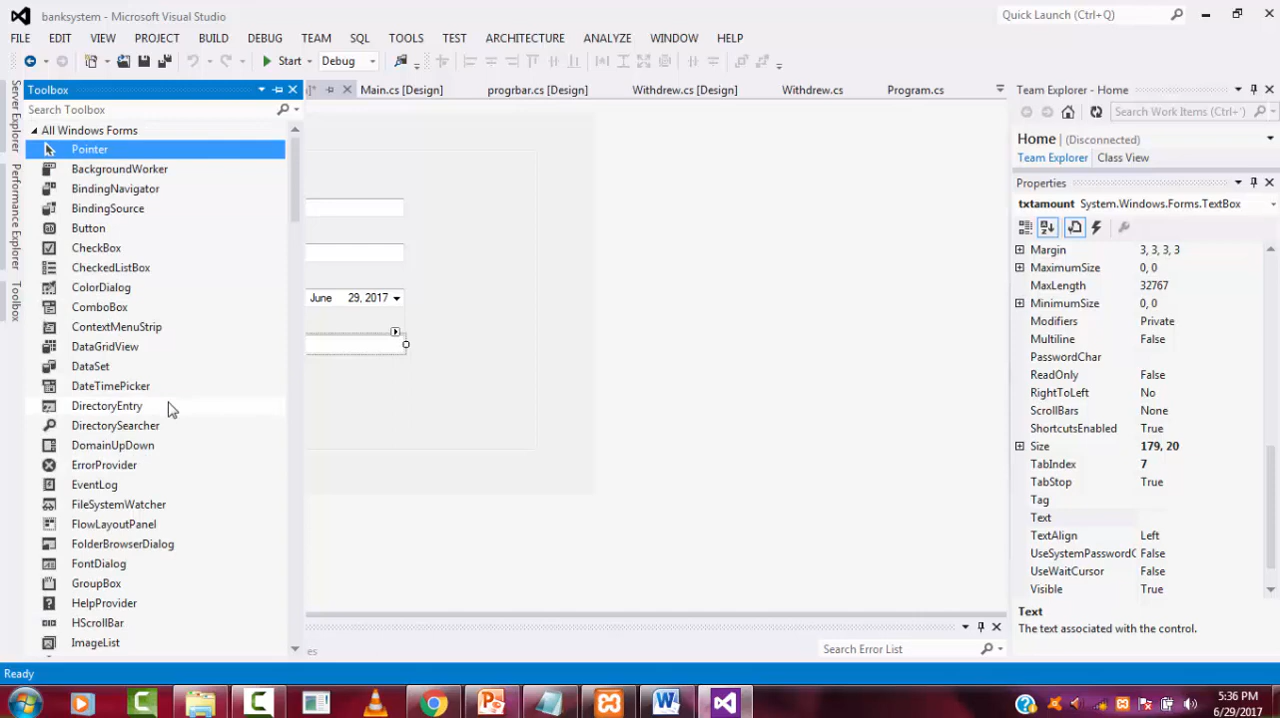 banksystem - Microsoft Visual Studio
Quick Launch (Ctrl+Q)
FILE EDIT VIEW PROJECT BUILD DEBUG TEAM SQL TOOLS TEST ARCHITECTURE ANALYZE WINDOW HELP
Start Debug
Server Explorer
Performance Explorer
Toolbox
Toolbox
Search Toolbox
All Windows Forms
Pointer
BackgroundWorker
BindingNavigator
BindingSource
Button
CheckBox
CheckedListBox
ColorDialog
ComboBox
ContextMenuStrip
DataGridView
DataSet
DateTimePicker
DirectoryEntry
DirectorySearcher
DomainUpDown
ErrorProvider
EventLog
FileSystemWatcher
FlowLayoutPanel
FolderBrowserDialog
FontDialog
GroupBox
HelpProvider
HScrollBar
ImageList
Main.cs [Design] progrbar.cs [Design] Withdrew.cs [Design] Withdrew.cs Program.cs
June 29, 2017
Search Error List
Team Explorer - Home
Search Work Items (Ctrl+')
Home | (Disconnected)
Team Explorer Class View
Properties
txtamount System.Windows.Forms.TextBox
Margin 3, 3, 3, 3
MaximumSize 0, 0
MaxLength 32767
MinimumSize 0, 0
Modifiers Private
Multiline False
PasswordChar
ReadOnly False
RightToLeft No
ScrollBars None
ShortcutsEnabled True
Size 179, 20
TabIndex 7
TabStop True
Tag
Text
TextAlign Left
UseSystemPasswordC False
UseWaitCursor False
Visible True
Text
The text associated with the control.
Ready
5:36 PM
6/29/2017